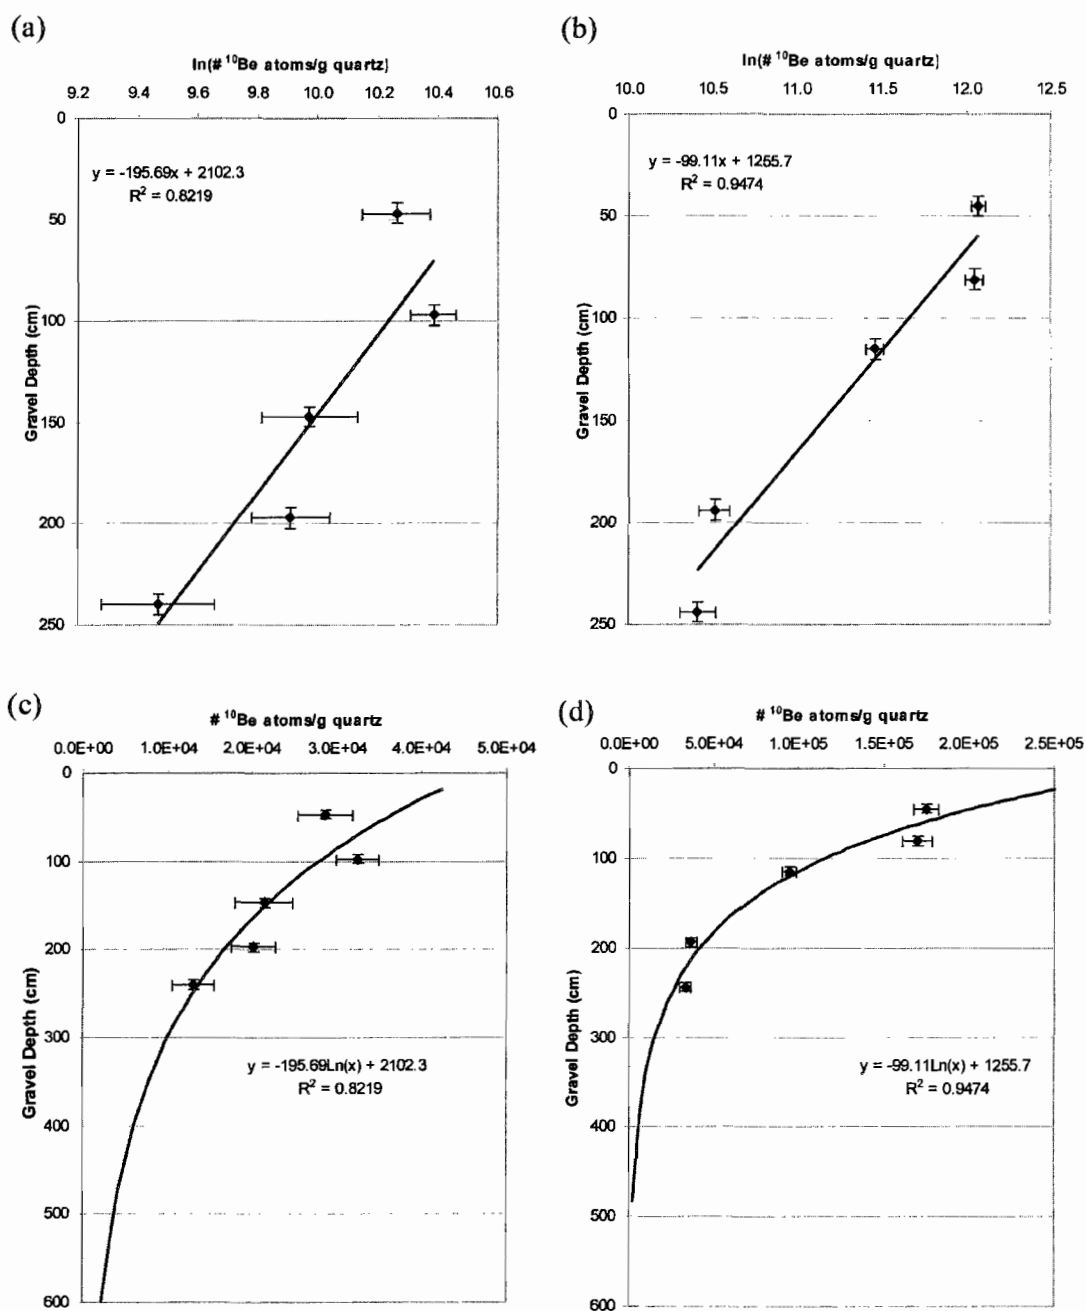 (a)
ln(# ¹⁰Be atoms/g quartz)
9.2 9.4 9.6 9.8 10.0 10.2 10.4 10.6
0
50
100
150
200
250
Gravel Depth (cm)
y = -195.69x + 2102.3
R² = 0.8219
(b)
ln(# ¹⁰Be atoms/g quartz)
10.0 10.5 11.0 11.5 12.0 12.5
0
50
100
150
200
250
Gravel Depth (cm)
y = -99.11x + 1255.7
R² = 0.9474
(c)
# ¹⁰Be atoms/g quartz
0.0E+00 1.0E+04 2.0E+04 3.0E+04 4.0E+04 5.0E+04
0
100
200
300
400
500
600
Gravel Depth (cm)
y = -195.69Ln(x) + 2102.3
R² = 0.8219
(d)
# ¹⁰Be atoms/g quartz
0.0E+00 5.0E+04 1.0E+05 1.5E+05 2.0E+05 2.5E+05
0
100
200
300
400
500
600
Gravel Depth (cm)
y = -99.11Ln(x) + 1255.7
R² = 0.9474